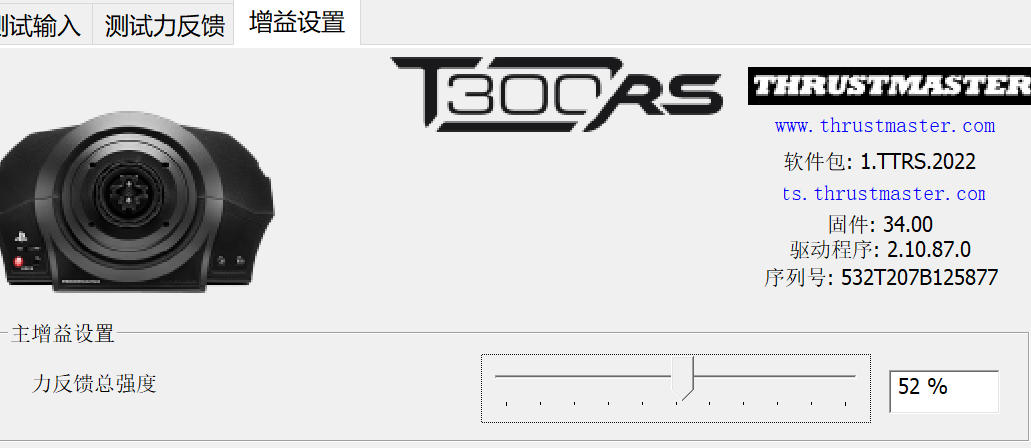 测试输入 测试力反馈 增益设置
T300RS
THRUSTMASTER
www.thrustmaster.com
软件包: 1.TTRS.2022
ts.thrustmaster.com
固件: 34.00
驱动程序: 2.10.87.0
序列号: 532T207B125877
主增益设置
力反馈总强度
52 %